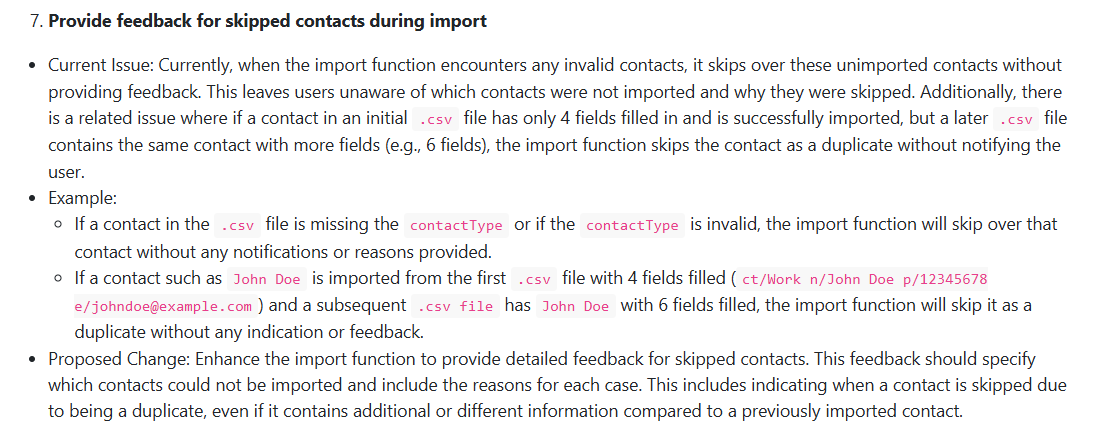 7. Provide feedback for skipped contacts during import
• Current Issue: Currently, when the import function encounters any invalid contacts, it skips over these unimported contacts without
providing feedback. This leaves users unaware of which contacts were not imported and why they were skipped. Additionally, there
is a related issue where if a contact in an initial .csv file has only 4 fields filled in and is successfully imported, but a later .csv file
contains the same contact with more fields (e.g., 6 fields), the import function skips the contact as a duplicate without notifying the
user.
• Example:
◦ If a contact in the .csv file is missing the contactType or if the contactType is invalid, the import function will skip over that
contact without any notifications or reasons provided.
◦ If a contact such as John Doe is imported from the first .csv file with 4 fields filled ( ct/Work n/John Doe p/12345678
e/johndoe@example.com ) and a subsequent .csv file has John Doe with 6 fields filled, the import function will skip it as a
duplicate without any indication or feedback.
• Proposed Change: Enhance the import function to provide detailed feedback for skipped contacts. This feedback should specify
which contacts could not be imported and include the reasons for each case. This includes indicating when a contact is skipped due
to being a duplicate, even if it contains additional or different information compared to a previously imported contact.